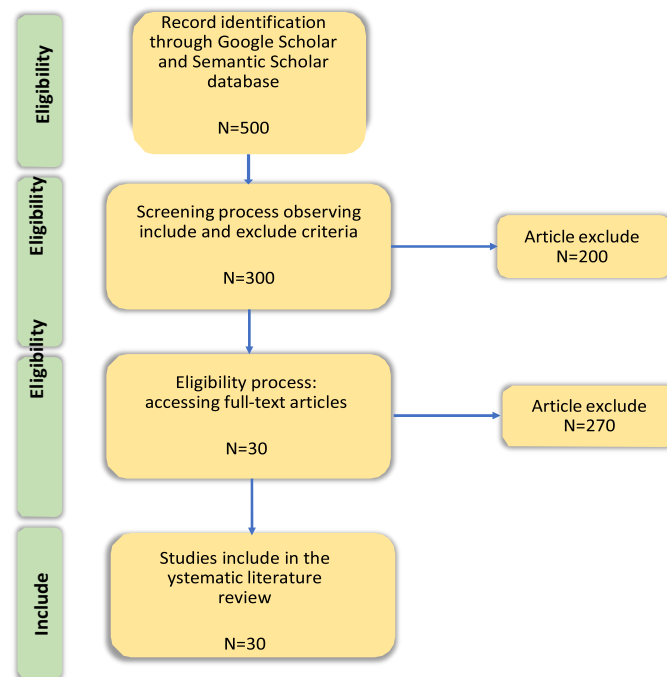 Eligibility
Record identification
through Google Scholar
and Semantic Scholar
database
N=500
Eligibility
Screening process observing
include and exclude criteria
N=300
Article exclude
N=200
Eligibility
Eligibility process:
accessing full-text articles
N=30
Article exclude
N=270
Include
Studies include in the
ystematic literature
review
N=30